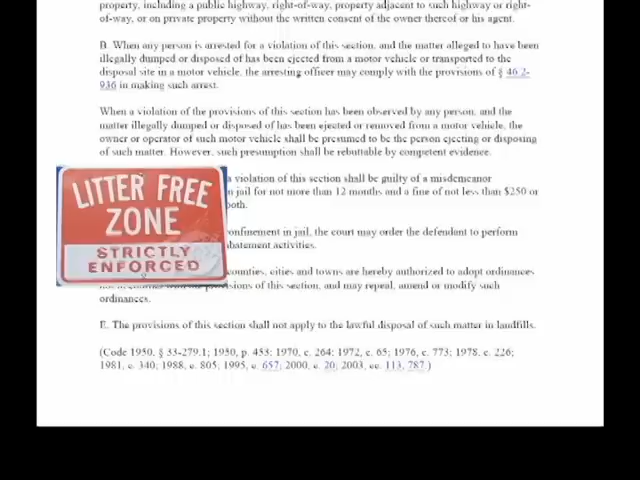 property, including a public highway, right-of-way, property adjacent to such highway or right-
of-way, or on private property without the written consent of the owner thereof or his agent.
B. When any person is arrested for a violation of this section, and the matter alleged to have been
illegally dumped or disposed of has been ejected from a motor vehicle or transported to the
disposal site in a motor vehicle, the arresting officer may comply with the provisions of § 46.2-
936 in making such arrest.
When a violation of the provisions of this section has been observed by any person, and the
matter illegally dumped or disposed of has been ejected or removed from a motor vehicle, the
owner or operator of such motor vehicle shall be presumed to be the person ejecting or disposing
of such matter. However, such presumption shall be rebuttable by competent evidence.
a violation of this section shall be guilty of a misdemeanor
n jail for not more than 12 months and a fine of not less than $250 or
both.
onfinement in jail, the court may order the defendant to perform
batement activities.
counties, cities and towns are hereby authorized to adopt ordinances
isions of this section, and may repeal, amend or modify such
ordinances.
E. The provisions of this section shall not apply to the lawful disposal of such matter in landfills.
(Code 1950, § 33-279.1; 1950, p. 453; 1970, c. 264; 1972, c. 65; 1976, c. 773; 1978, c. 226;
1981, c. 340; 1988, c. 805; 1995, c. 657; 2000, c. 20; 2003, cc. 113, 787.)
LITTER FREE
ZONE
STRICTLY
ENFORCED